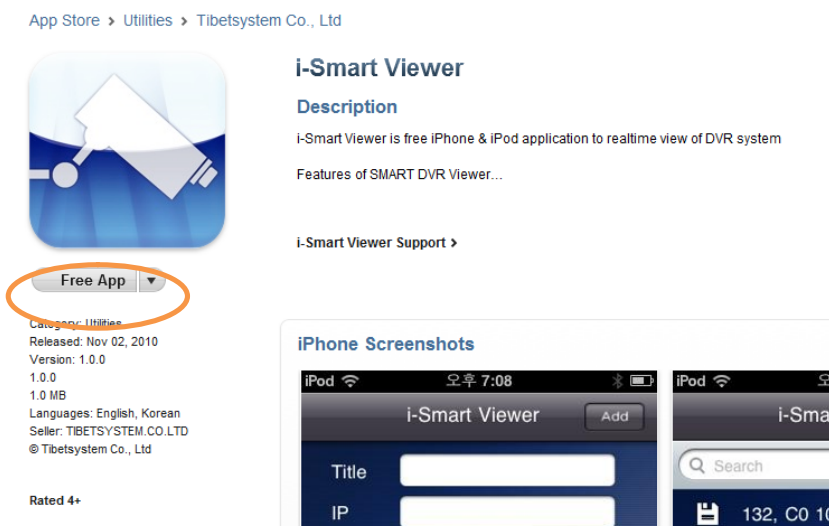 App Store > Utilities > Tibetsystem Co., Ltd
i-Smart Viewer
Description
i-Smart Viewer is free iPhone & iPod application to realtime view of DVR system
Features of SMART DVR Viewer...
i-Smart Viewer Support >
Free App
Category: Utilities
Released: Nov 02, 2010
Version: 1.0.0
1.0.0
1.0 MB
Languages: English, Korean
Seller: TIBETSYSTEM.CO.LTD
© Tibetsystem Co., Ltd
Rated 4+
iPhone Screenshots
iPod 오후 7:08
i-Smart Viewer Add
Title
IP
iPod 오
i-Sma
Search
132, C0 10